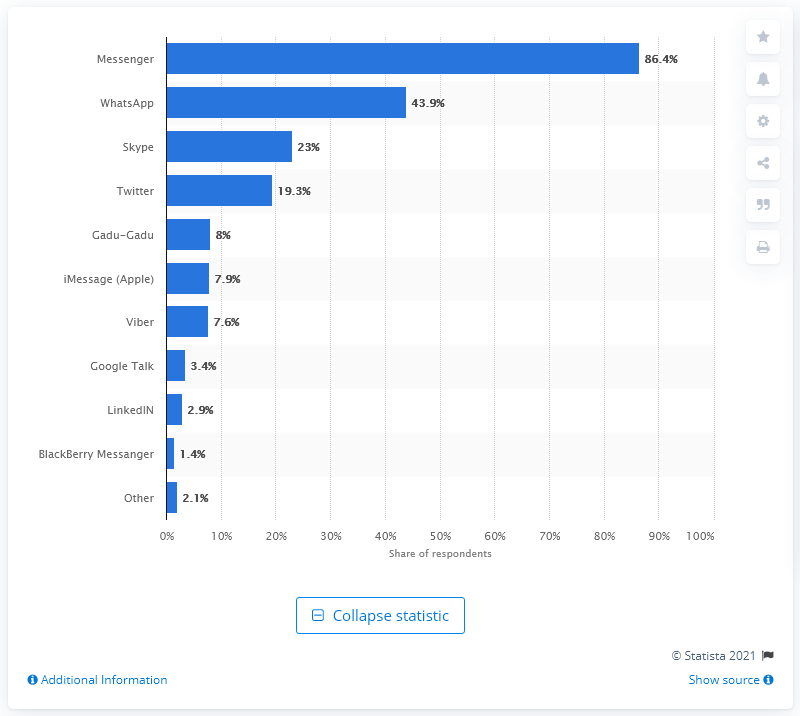 Messenger 86.4%
WhatsApp 43.9%
Skype 23%
Twitter 19.3%
Gadu-Gadu 8%
iMessage (Apple) 7.9%
Viber 7.6%
Google Talk 3.4%
LinkedIN 2.9%
BlackBerry Messanger 1.4%
Other 2.1%
0% 10% 20% 30% 40% 50% 60% 70% 80% 90% 100%
Share of respondents
Collapse statistic
© Statista 2021
Additional Information Show source